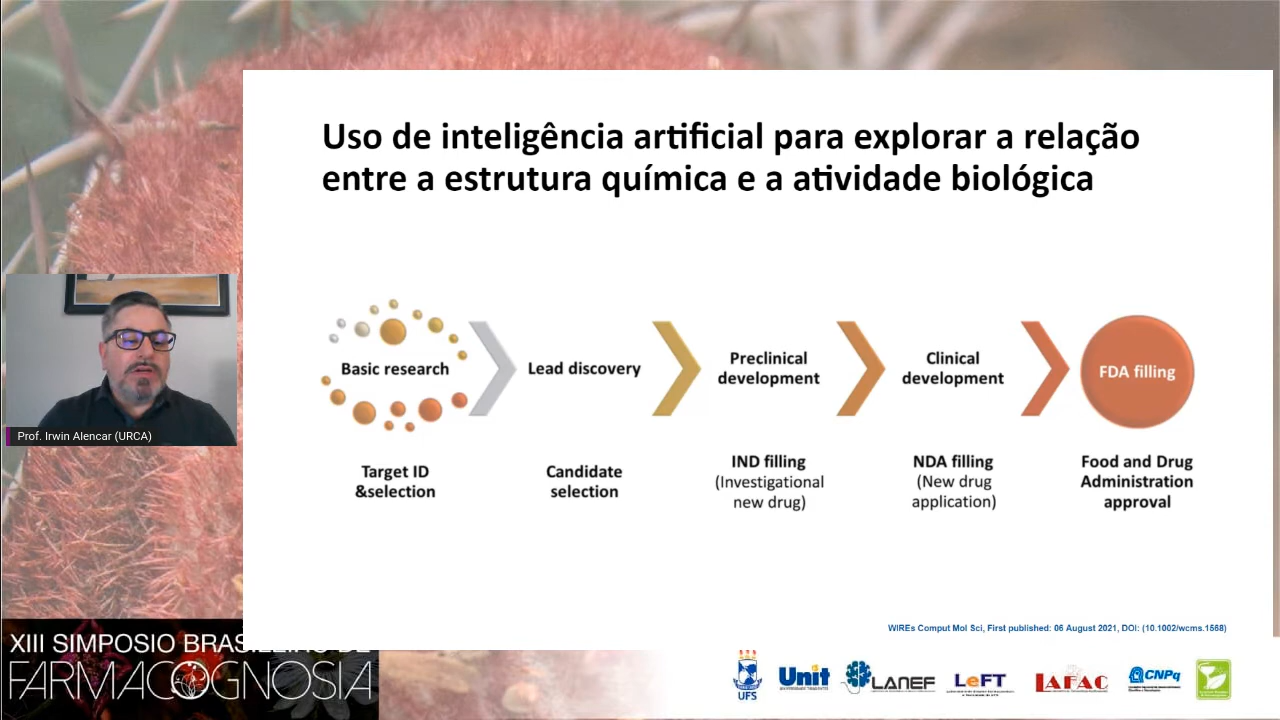 Uso de inteligência artificial para explorar a relação
entre a estrutura química e a atividade biológica
Basic research
Lead discovery
Preclinical
development
Clinical
development
FDA filling
Target ID
&selection
Candidate
selection
IND filling
(Investigational
new drug)
NDA filling
(New drug
application)
Food and Drug
Administration
approval
Prof. Irwin Alencar (URCA)
WIREs Comput Mol Sci, First published: 06 August 2021, DOI: (10.1002/wcms.1568)
XIII SIMPOSIO BRASILEIRO DE
FARMACOGNOSIA
UFS
Unit
LANEF
LeFT
LAFAC
CNPq